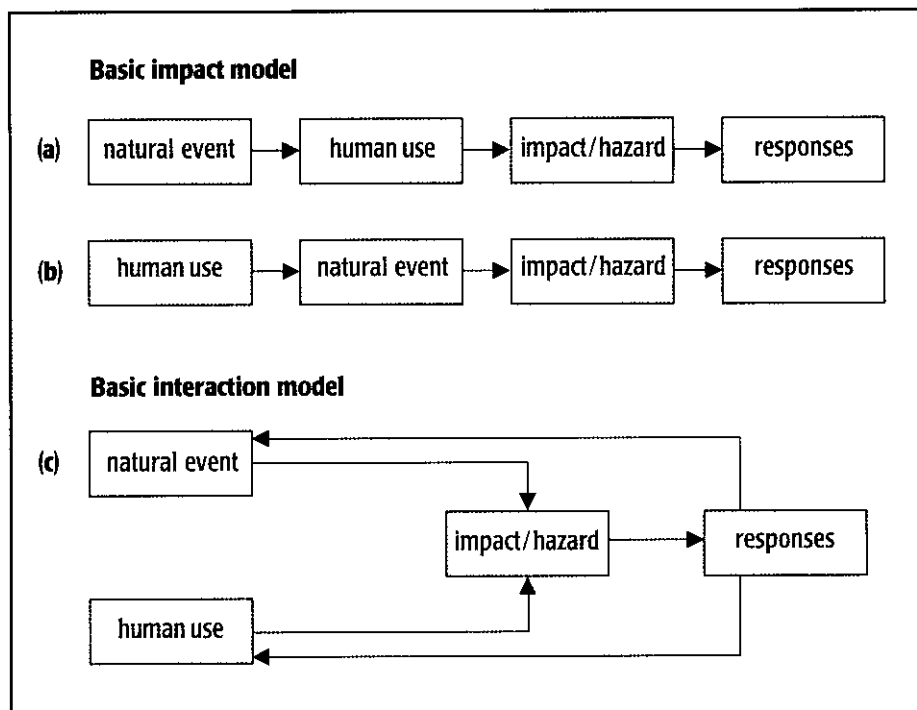 Basic impact model
(a) natural event human use impact/hazard responses
(b) human use natural event impact/hazard responses
Basic interaction model
(c) natural event
impact/hazard responses
human use